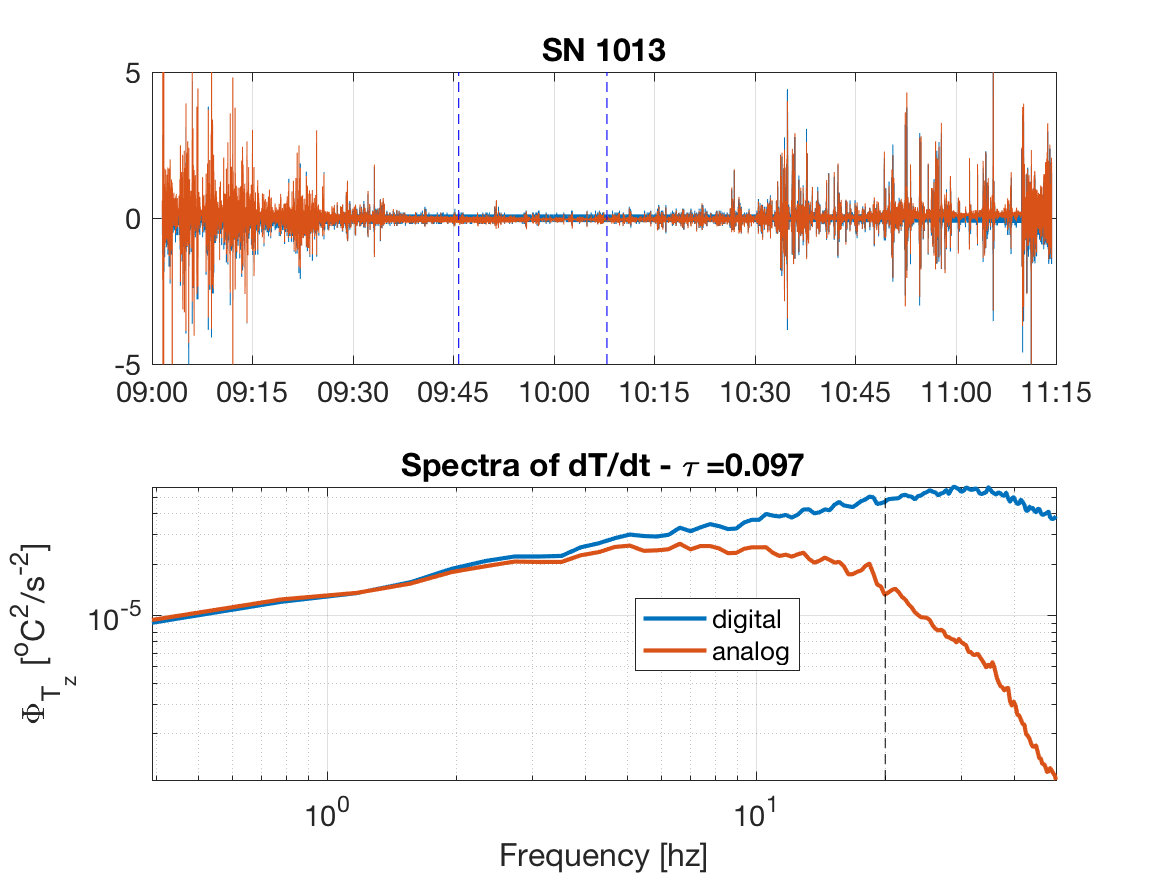 SN 1013
5
0
-5
09:00 09:15 09:30 09:45 10:00 10:15 10:30 10:45 11:00 11:15
Spectra of dT/dt - τ =0.097
10⁻⁵
Φ_T_z [°C²/s⁻²]
digital
analog
10⁰ 10¹
Frequency [hz]